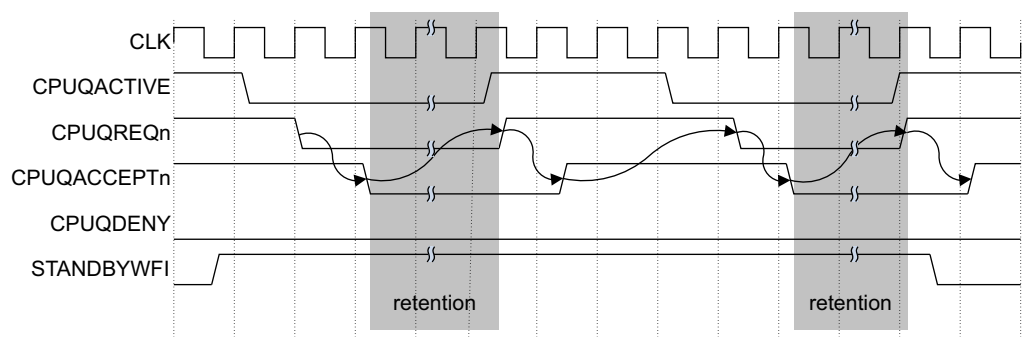 CLK
CPUQACTIVE
CPUQREQn
CPUQACCEPTn
CPUQDENY
STANDBYWFI
retention
retention